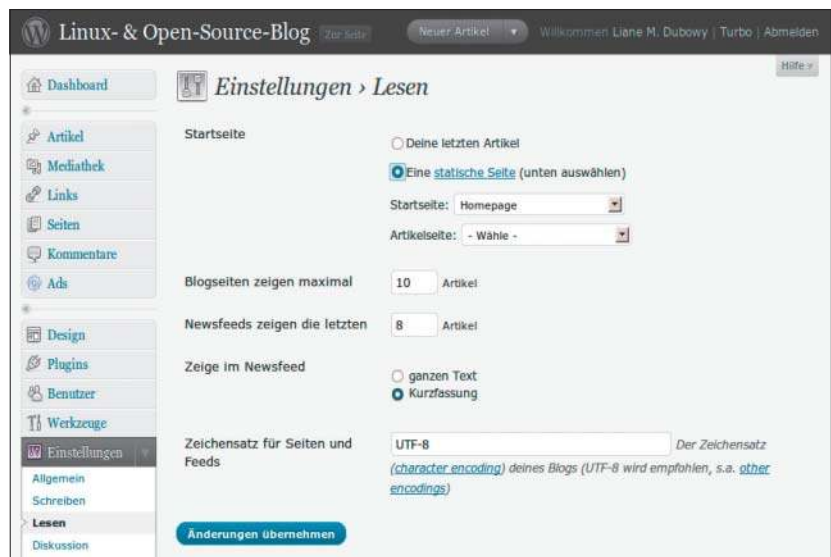 Linux- & Open-Source-Blog Zur Seite Neuer Artikel Willkommen Liane M. Dubowy | Turbo | Abmelden
Hilfe
Dashboard
Artikel
Mediathek
Links
Seiten
Kommentare
Ads
Design
Plugins
Benutzer
Werkzeuge
Einstellungen
Allgemein
Schreiben
Lesen
Diskussion
Einstellungen › Lesen
Startseite
Deine letzten Artikel
Eine statische Seite (unten auswählen)
Startseite: Homepage
Artikelseite: - Wähle -
Blogseiten zeigen maximal 10 Artikel
Newsfeeds zeigen die letzten 8 Artikel
Zeige im Newsfeed
ganzen Text
Kurzfassung
Zeichensatz für Seiten und
Feeds
UTF-8 Der Zeichensatz
(character encoding) deines Blogs (UTF-8 wird empfohlen, s.a. other
encodings)
Änderungen übernehmen